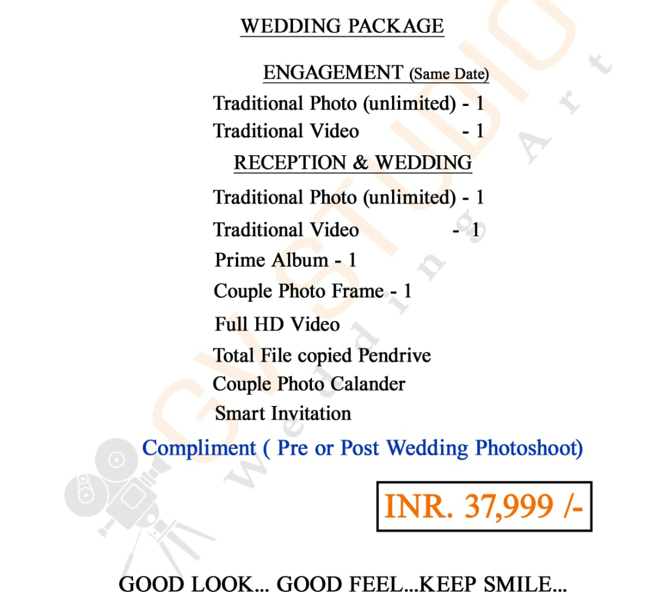 WEDDING PACKAGE
ENGAGEMENT (Same Date)
Traditional Photo (unlimited) - 1
Traditional Video - 1
RECEPTION & WEDDING
Traditional Photo (unlimited) - 1
Traditional Video - 1
Prime Album - 1
Couple Photo Frame - 1
Full HD Video
Total File copied Pendrive
Couple Photo Calander
Smart Invitation
Compliment ( Pre or Post Wedding Photoshoot)
INR. 37,999 /-
GOOD LOOK... GOOD FEEL...KEEP SMILE...
GV STUDIO
Wedding Art